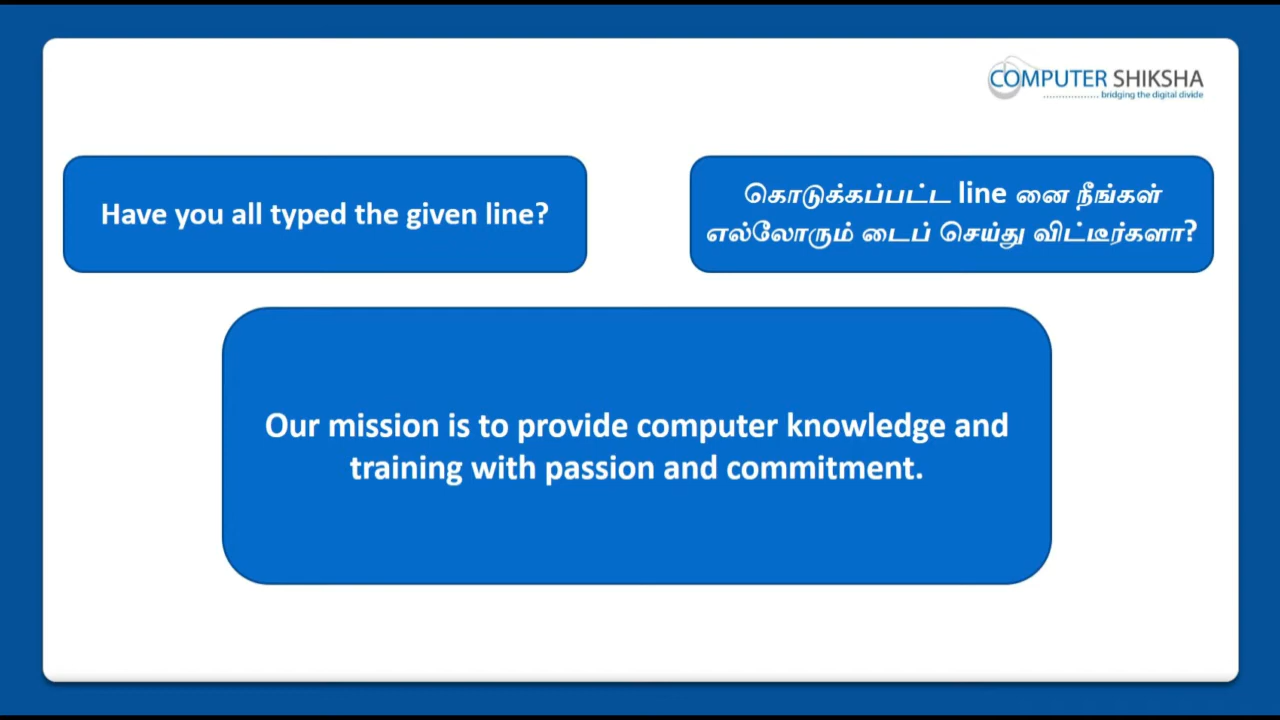 COMPUTER SHIKSHA
bridging the digital divide
Have you all typed the given line?
கொடுக்கப்பட்ட line னை நீங்கள்
எல்லோரும் டைப் செய்து விட்டீர்களா?
Our mission is to provide computer knowledge and
training with passion and commitment.